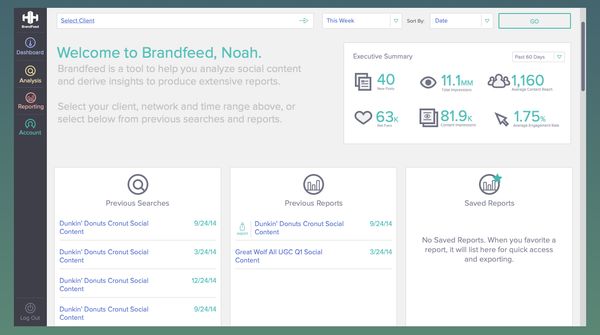 Brandfeed
Select Client
This Week
Sort By:
Date
GO
Dashboard
Analysis
Reporting
Account
Log Out
Welcome to Brandfeed, Noah.
Brandfeed is a tool to help you analyze social content
and derive insights to produce extensive reports.
Select your client, network and time range above, or
select below from previous searches and reports.
Executive Summary
Past 60 Days
40
New Posts
11.1MM
Total Impressions
1,160
Average Content Reach
63K
81.9K
Content Impressions
1.75%
Average Engagement Rate
Previous Searches
Dunkin' Donuts Cronut Social
Content
9/24/14
Dunkin' Donuts Cronut Social
Content
3/24/14
Dunkin' Donuts Cronut Social
Content
12/24/14
Dunkin' Donuts Cronut Social
Content
9/24/14
Previous Reports
Dunkin' Donuts Cronut Social
Content
9/24/14
Great Wolf All UGC Q1 Social
Content
3/24/14
Saved Reports
No Saved Reports. When you favorite a
report, it will list here for quick access
and exporting.